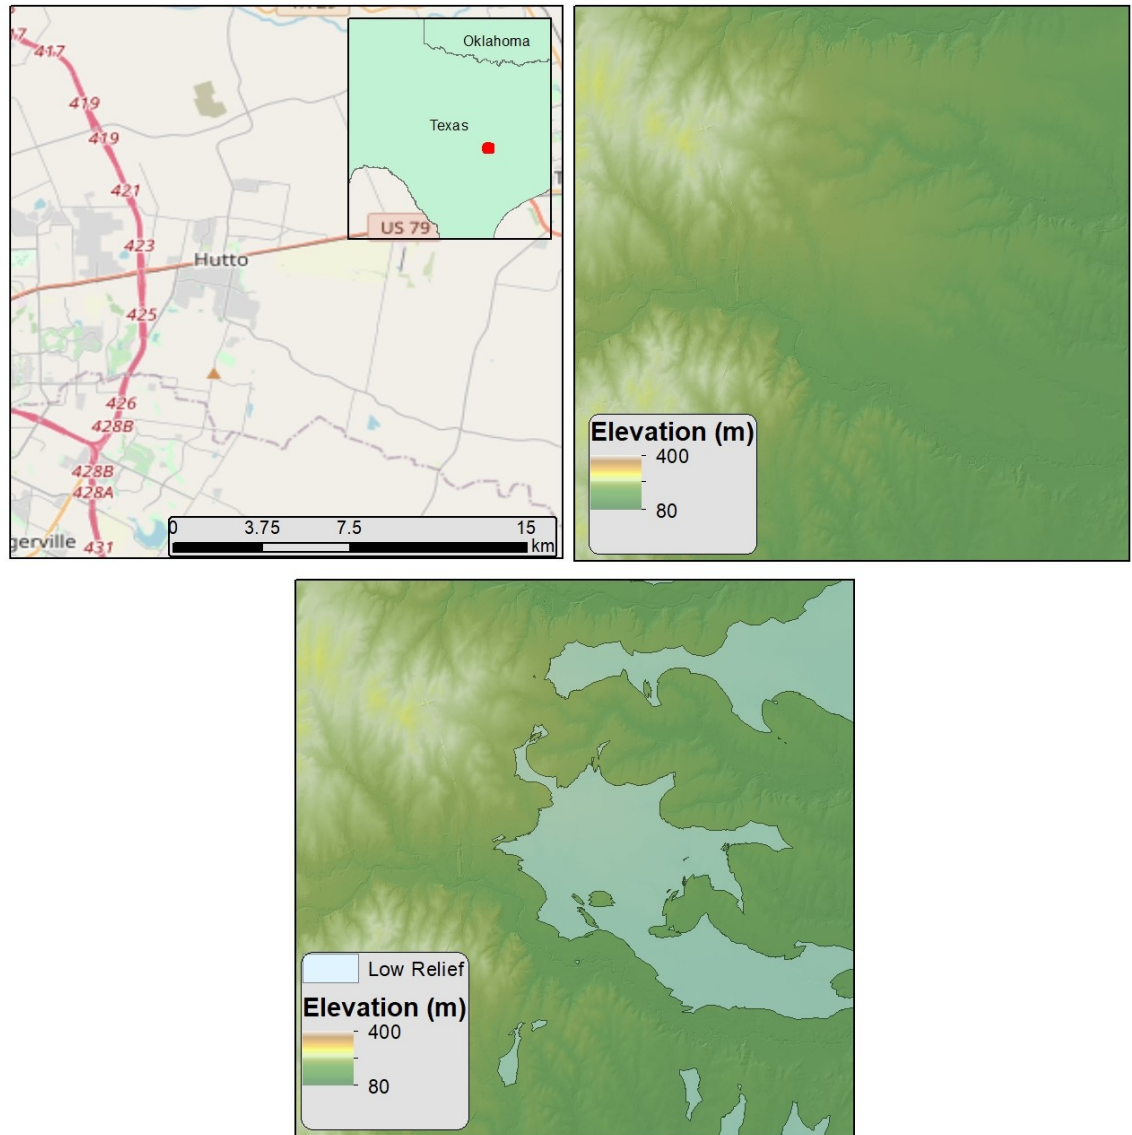 417
419
419
421
423
425
426
428B
428B
428A
431
Hutto
US 79
gerville
Oklahoma
Texas
0 3.75 7.5 15
km
Elevation (m)
400
80
Low Relief
Elevation (m)
400
80